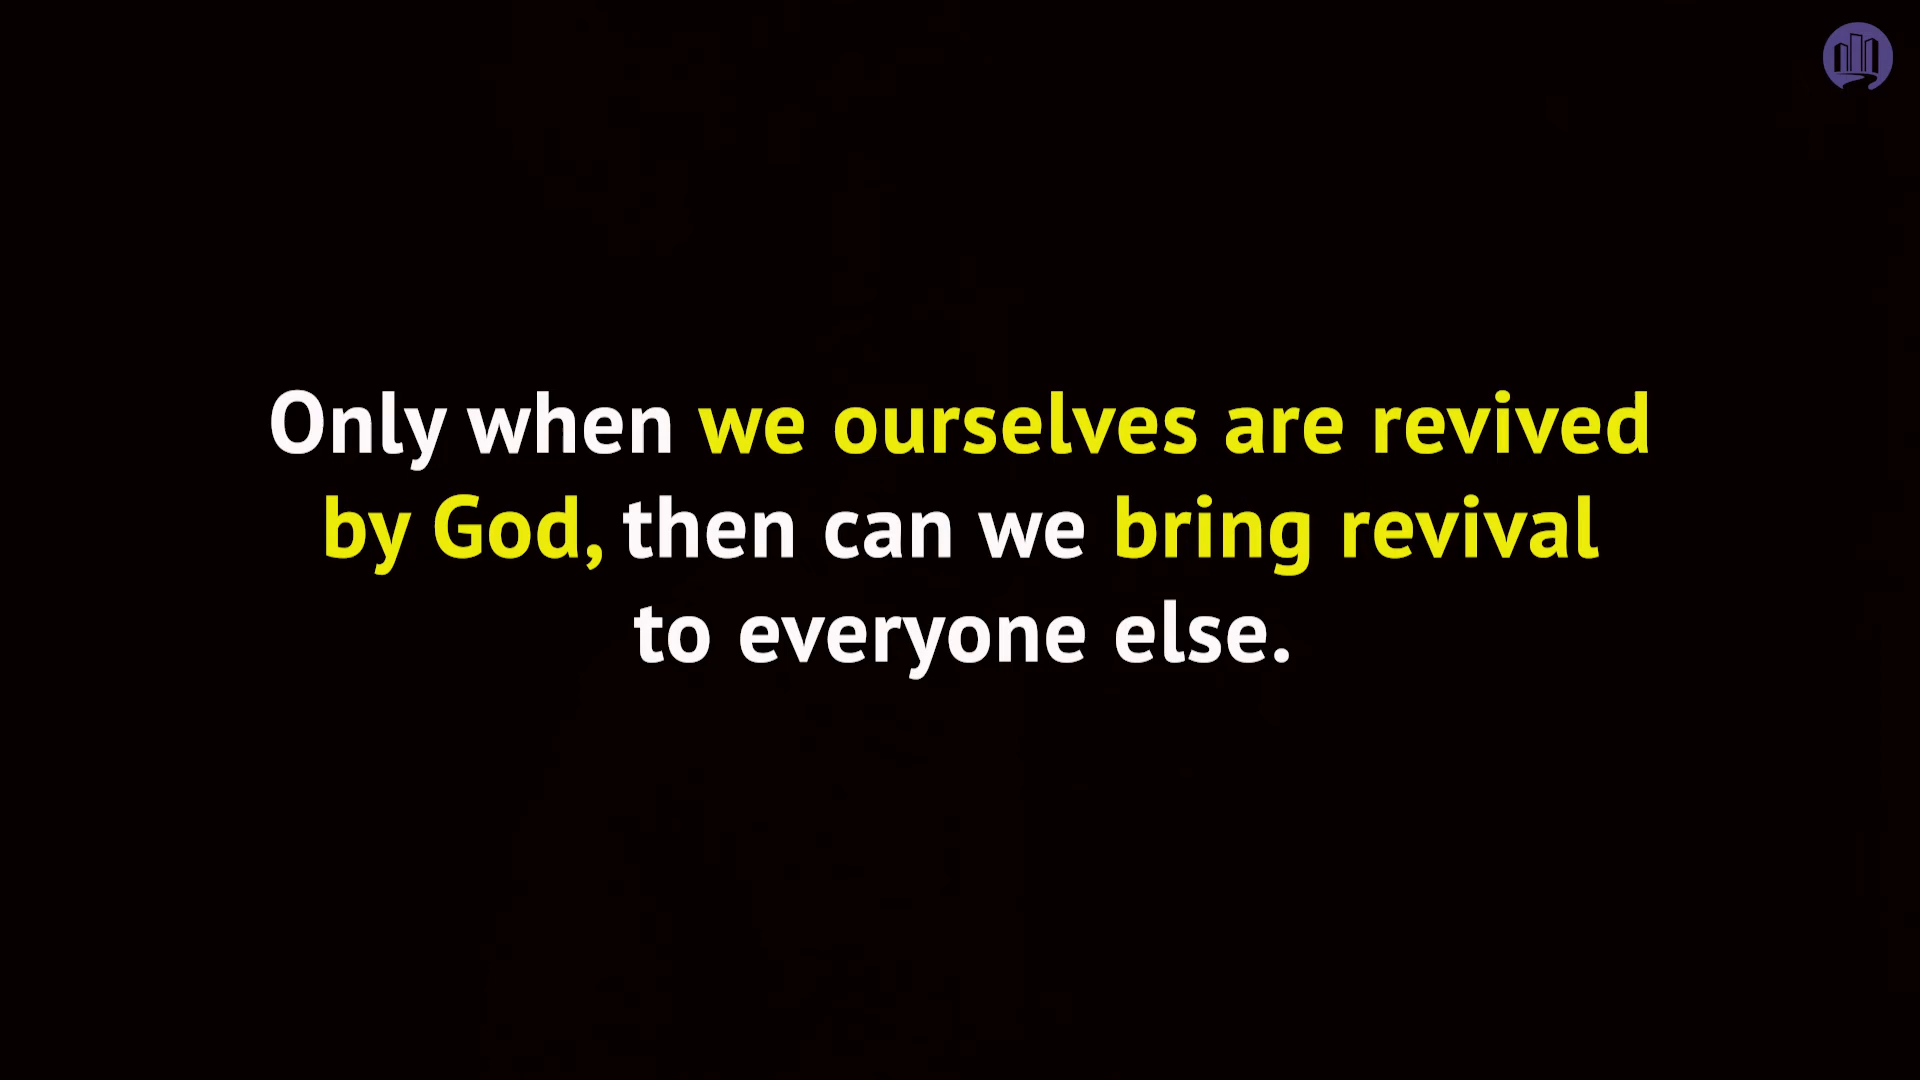 Only when we ourselves are revived
by God, then can we bring revival
to everyone else.